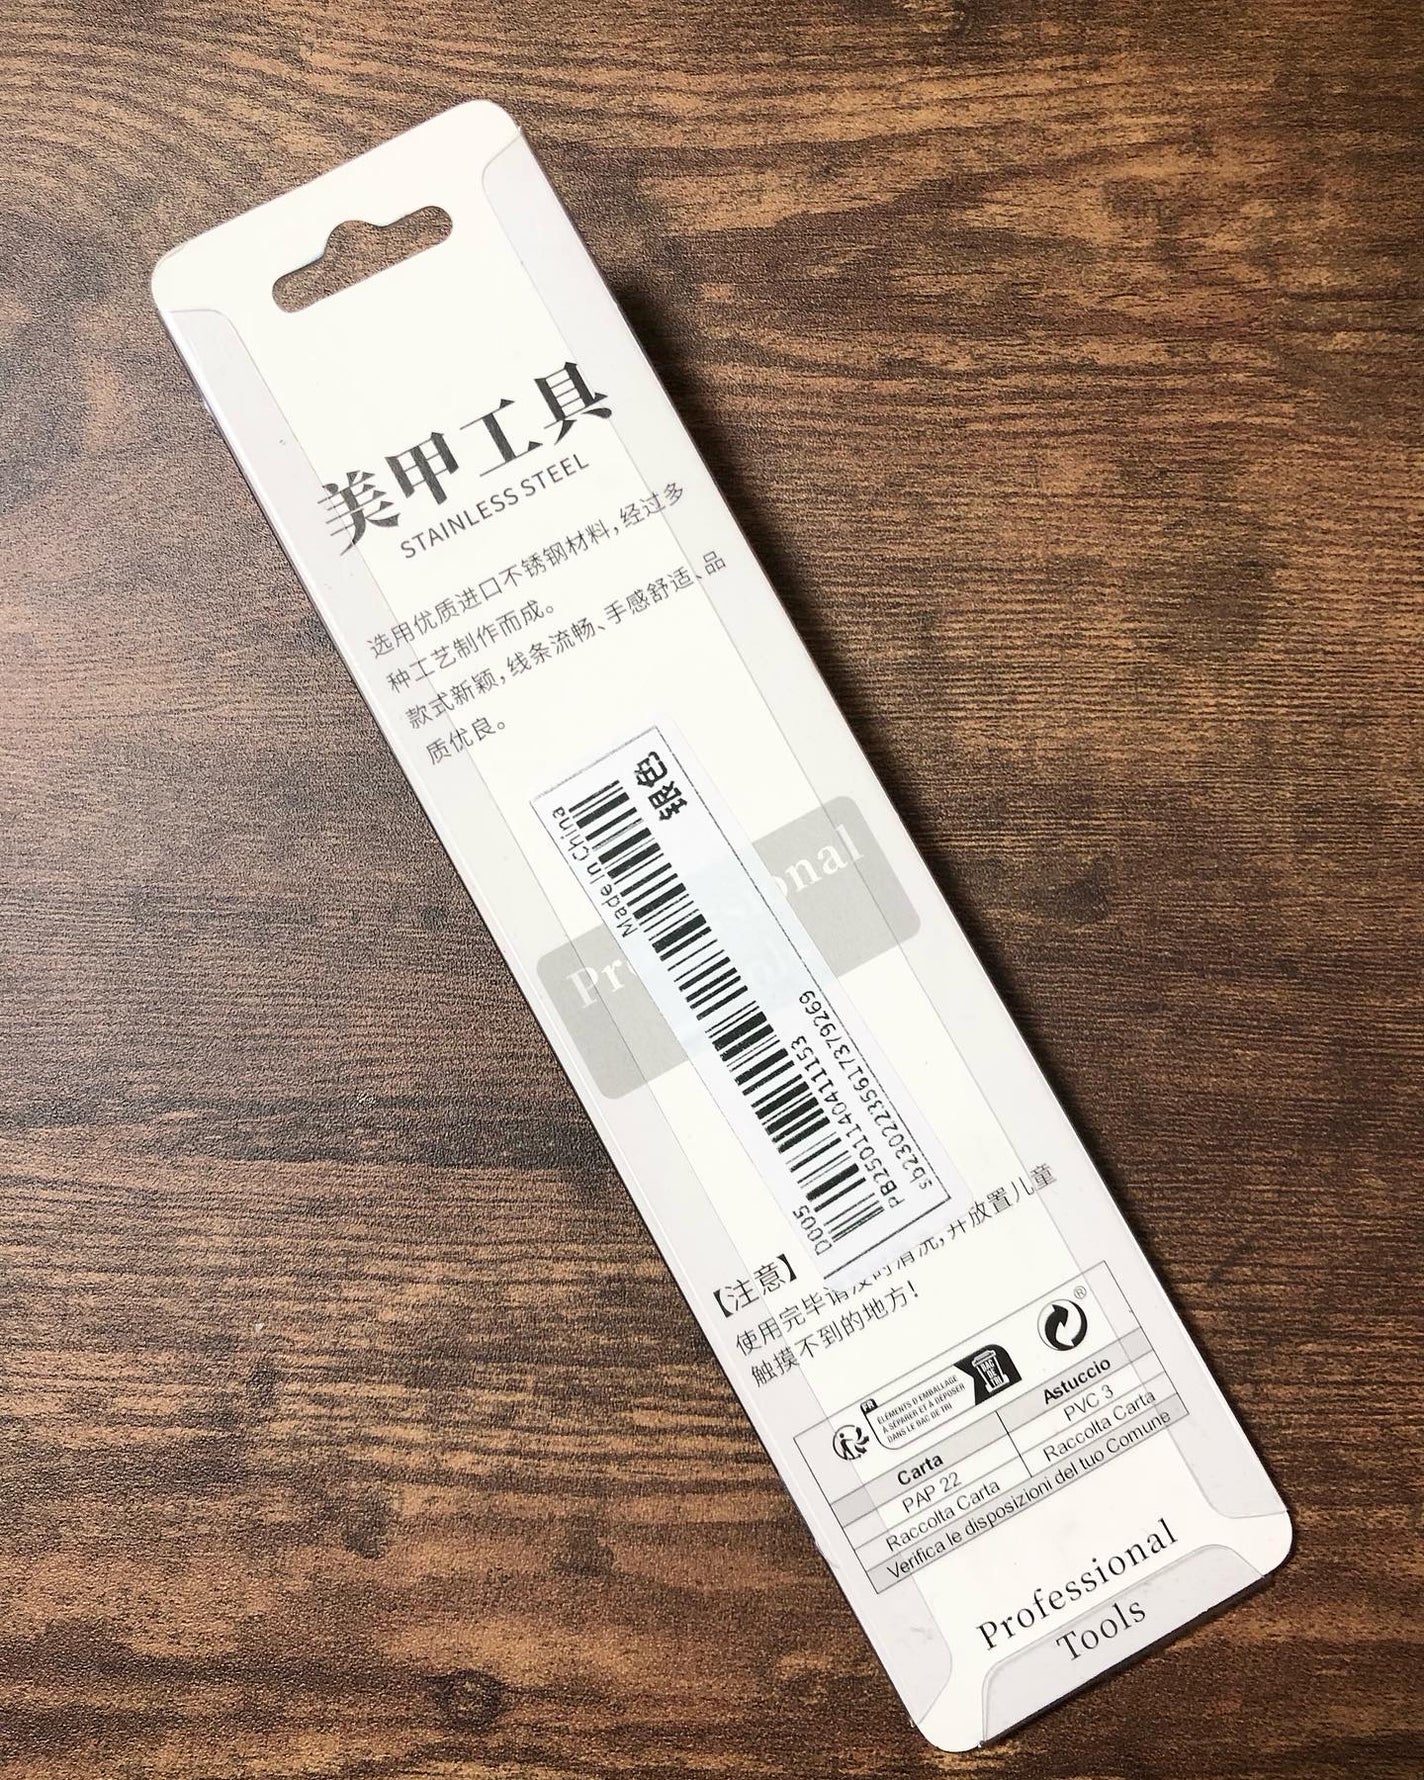 美甲工具
STAINLESS STEEL
选用优质进口不锈钢材料，经过多
种工艺制作而成。
款式新颖，线条流畅、手感舒适、品
质优良。
银色
Made In China
D005
PB2501140411153
sb2302235617379269
【注意】
使用完毕请及时清洗，并放置儿童
触摸不到的地方！
FR
ÉLÉMENTS D'EMBALLAGE
À SÉPARER ET À DÉPOSER
DANS LE BAC DE TRI
BAC
DE
TRI
®
Carta
Astuccio
PAP 22
PVC 3
Raccolta Carta
Raccolta Carta
Verifica le disposizioni del tuo Comune
Professional
Tools